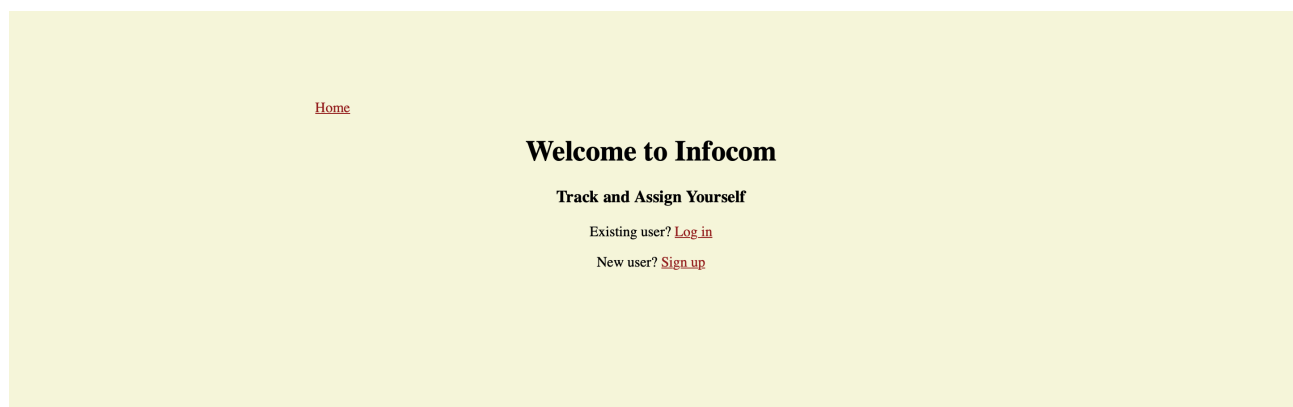 Home
Welcome to Infocom
Track and Assign Yourself
Existing user? Log in
New user? Sign up